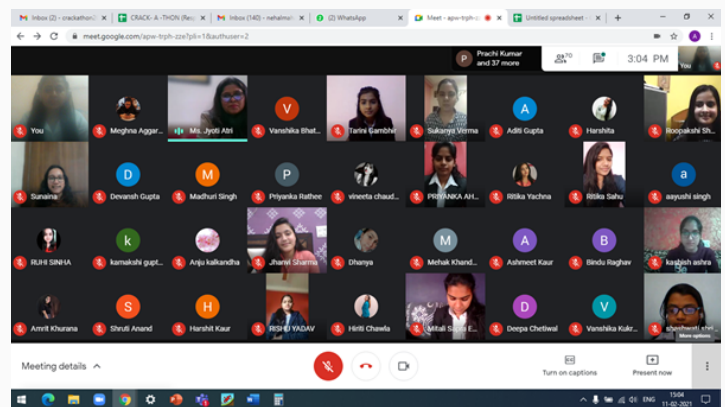 Inbox (2) - crackathon2
CRACK- A -THON (Res
Inbox (140) - nehalmal
(2) WhatsApp
Meet - apw-trph-z
Untitled spreadsheet -
meet.google.com/apw-trph-zze?pli=1&authuser=2
P
Prachi Kumar
and 37 more
70
3:04 PM
You
You
Meghna Aggar...
Ms. Jyoti Atri
V
Vanshika Bhat...
Tarini Gambhir
Sukanya Verma
A
Aditi Gupta
Harshita
Roopakshi Sh...
Sunaina
D
Devansh Gupta
M
Madhuri Singh
P
Priyanka Rathee
vineeta chaud...
PRIYANKA AH...
Ritika Yachna
Ritika Sahu
a
aayushi singh
RUHI SINHA
k
kamakshi gupt...
Anju kalkandha
Jhanvi Sharma
Dhanya
M
Mehak Khand...
A
Ashmeet Kaur
B
Bindu Raghav
kashish ashra
Amrit Khurana
S
Shruti Anand
H
Harshit Kaur
RISHU YADAV
Hiriti Chawla
Mitali Sapra E...
D
Deepa Chetiwal
V
Vanshika Kukr...
More options
Meeting details
Turn on captions
Present now
ENG
15:04
11-02-2021